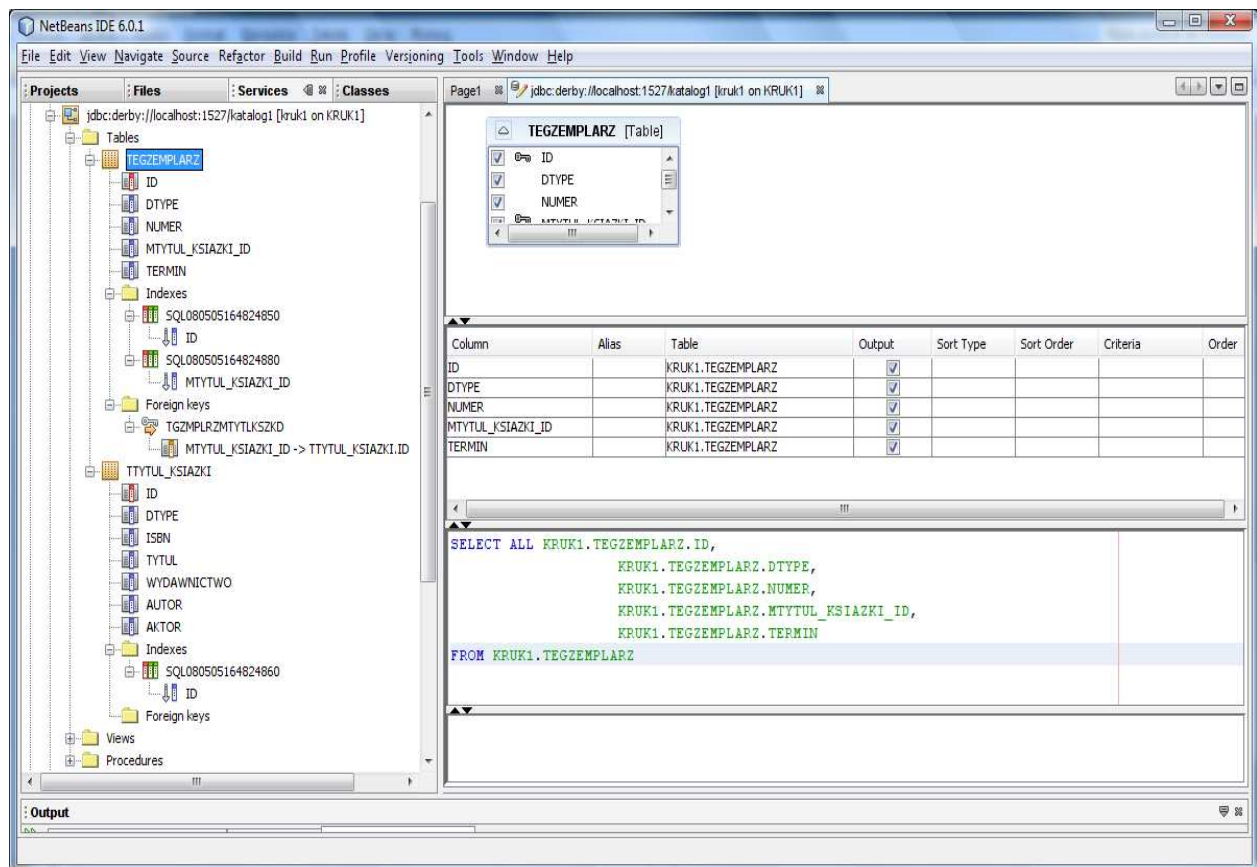 NetBeans IDE 6.0.1
File Edit View Navigate Source Refactor Build Run Profile Versioning Tools Window Help
Projects Files Services Classes
jdbc:derby://localhost:1527/katalog1 [kruk1 on KRUK1]
Tables
TEGZEMPLARZ
ID
DTYPE
NUMER
MTYTUL_KSIAZKI_ID
TERMIN
Indexes
SQL080505164824850
ID
SQL080505164824880
MTYTUL_KSIAZKI_ID
Foreign keys
TGZMPLRZMTYTLKSZKD
MTYTUL_KSIAZKI_ID -> TTYTUL_KSIAZKI.ID
TTYTUL_KSIAZKI
ID
DTYPE
ISBN
TYTUL
WYDAWNICTWO
AUTOR
AKTOR
Indexes
SQL080505164824860
ID
Foreign keys
Views
Procedures
Page1 jdbc:derby://localhost:1527/katalog1 [kruk1 on KRUK1]
TEGZEMPLARZ [Table]
ID
DTYPE
NUMER
MTYTUL_KSIAZKI_ID
Column Alias Table Output Sort Type Sort Order Criteria Order
ID KRUK1.TEGZEMPLARZ
DTYPE KRUK1.TEGZEMPLARZ
NUMER KRUK1.TEGZEMPLARZ
MTYTUL_KSIAZKI_ID KRUK1.TEGZEMPLARZ
TERMIN KRUK1.TEGZEMPLARZ
SELECT ALL KRUK1.TEGZEMPLARZ.ID,
KRUK1.TEGZEMPLARZ.DTYPE,
KRUK1.TEGZEMPLARZ.NUMER,
KRUK1.TEGZEMPLARZ.MTYTUL_KSIAZKI_ID,
KRUK1.TEGZEMPLARZ.TERMIN
FROM KRUK1.TEGZEMPLARZ
Output